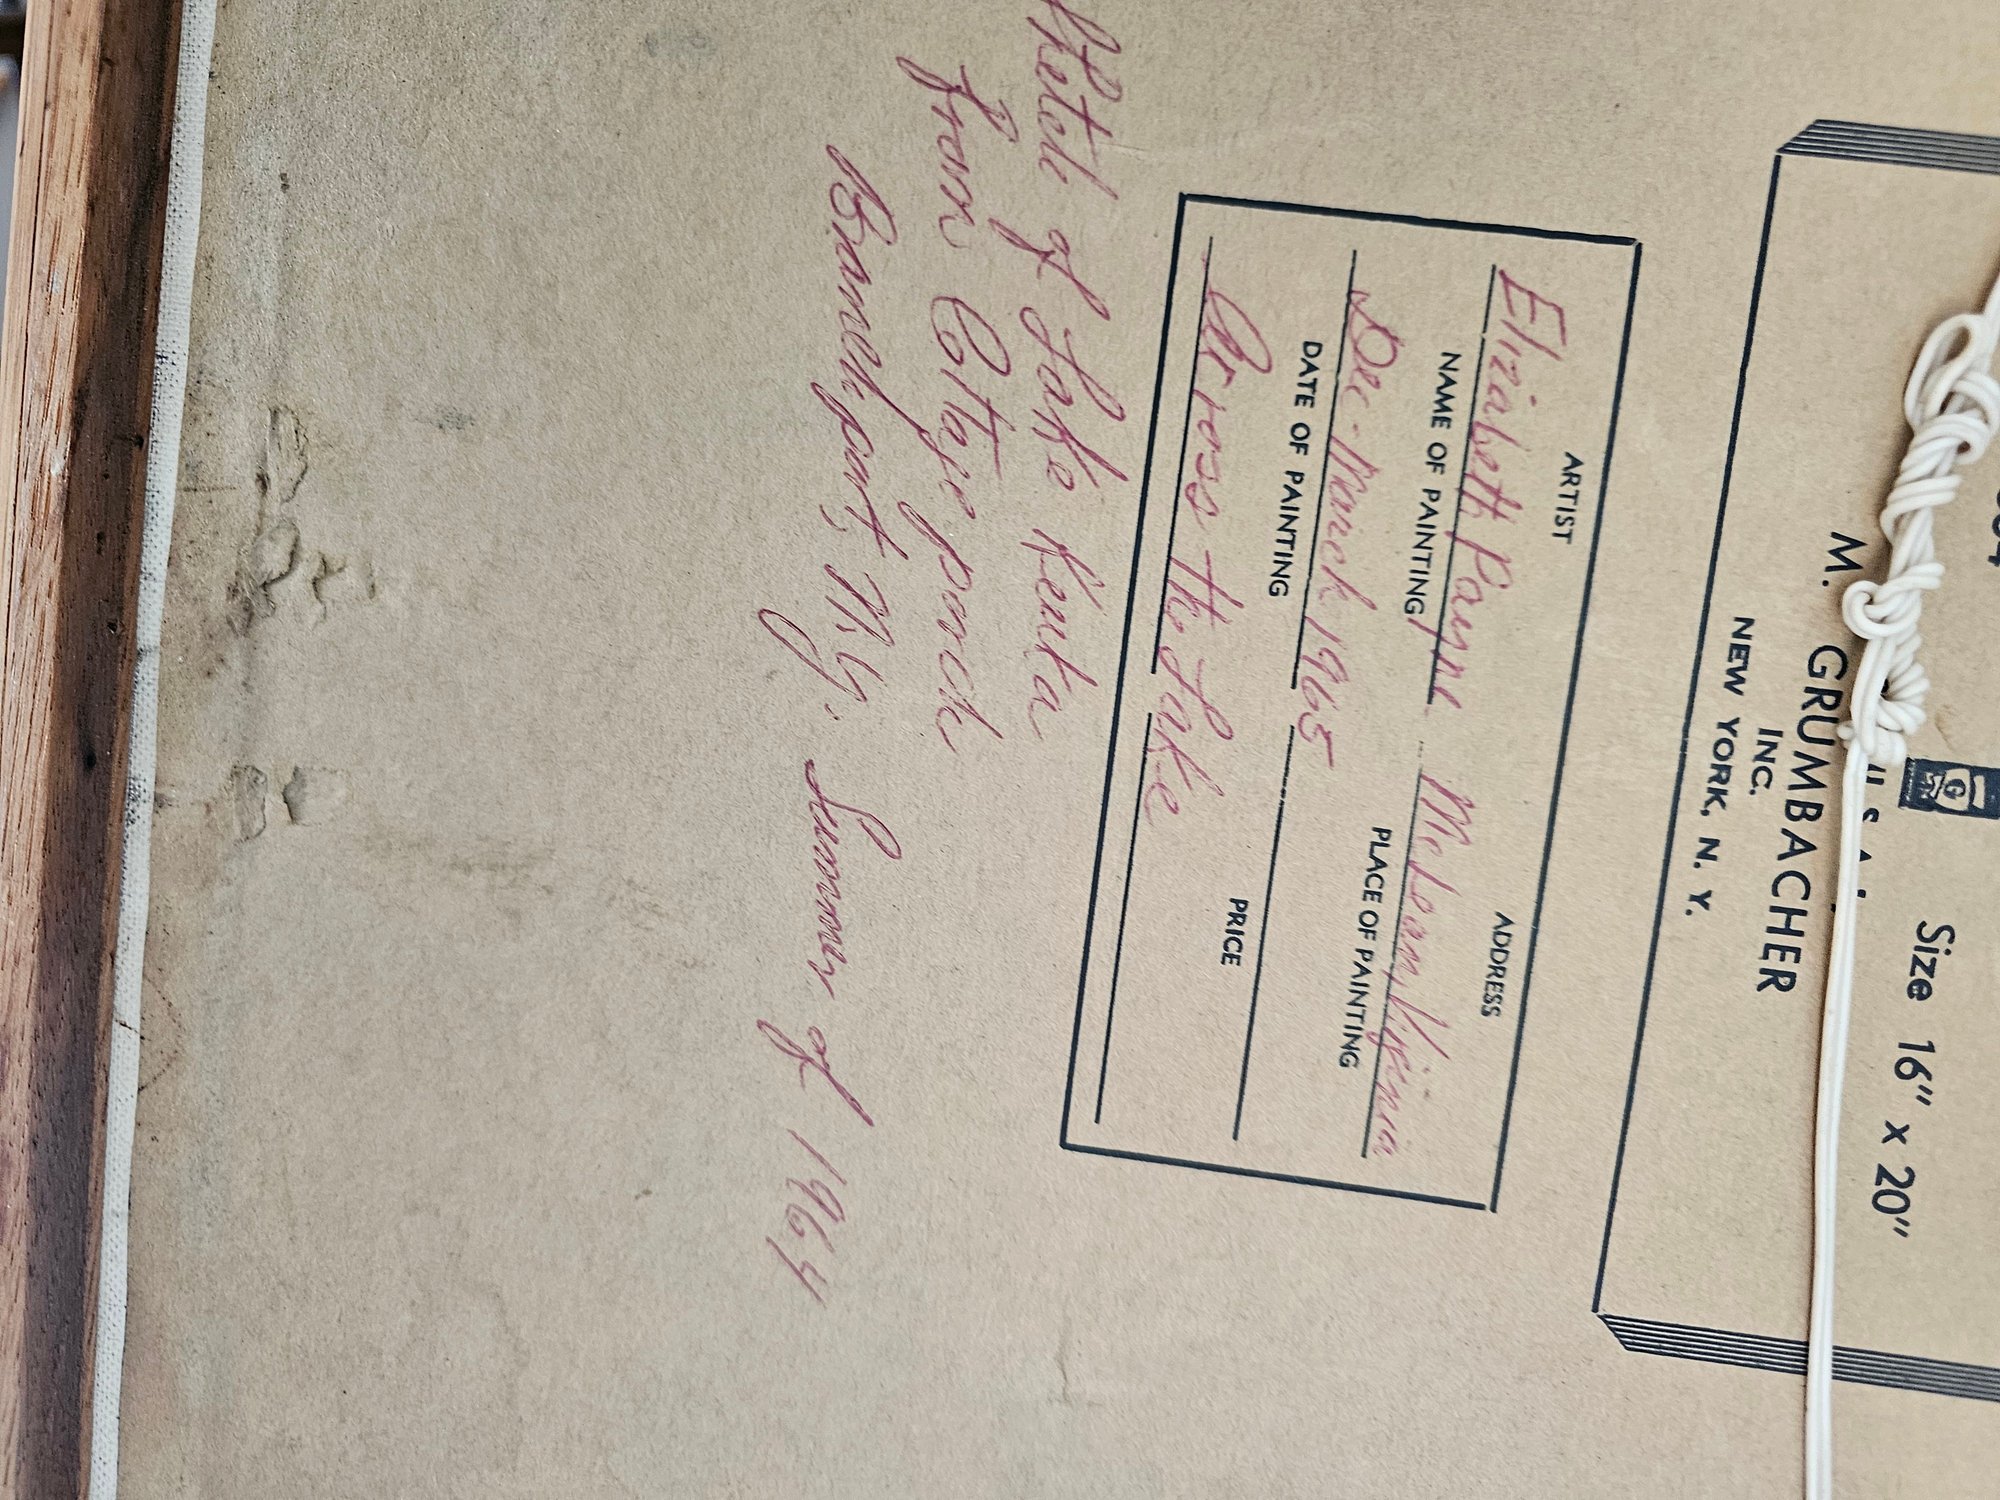 Size 16" x 20"
M. GRUMBACHER
INC.
NEW YORK, N. Y.
ARTIST ADDRESS
Elizabeth Payne McLean, Virginia
NAME OF PAINTING PLACE OF PAINTING
Dec - March 1965
DATE OF PAINTING PRICE
Across the Lake
Sketch of Lake Keuka
from Cottage porch
Branchport, N.Y. Summer of 1964